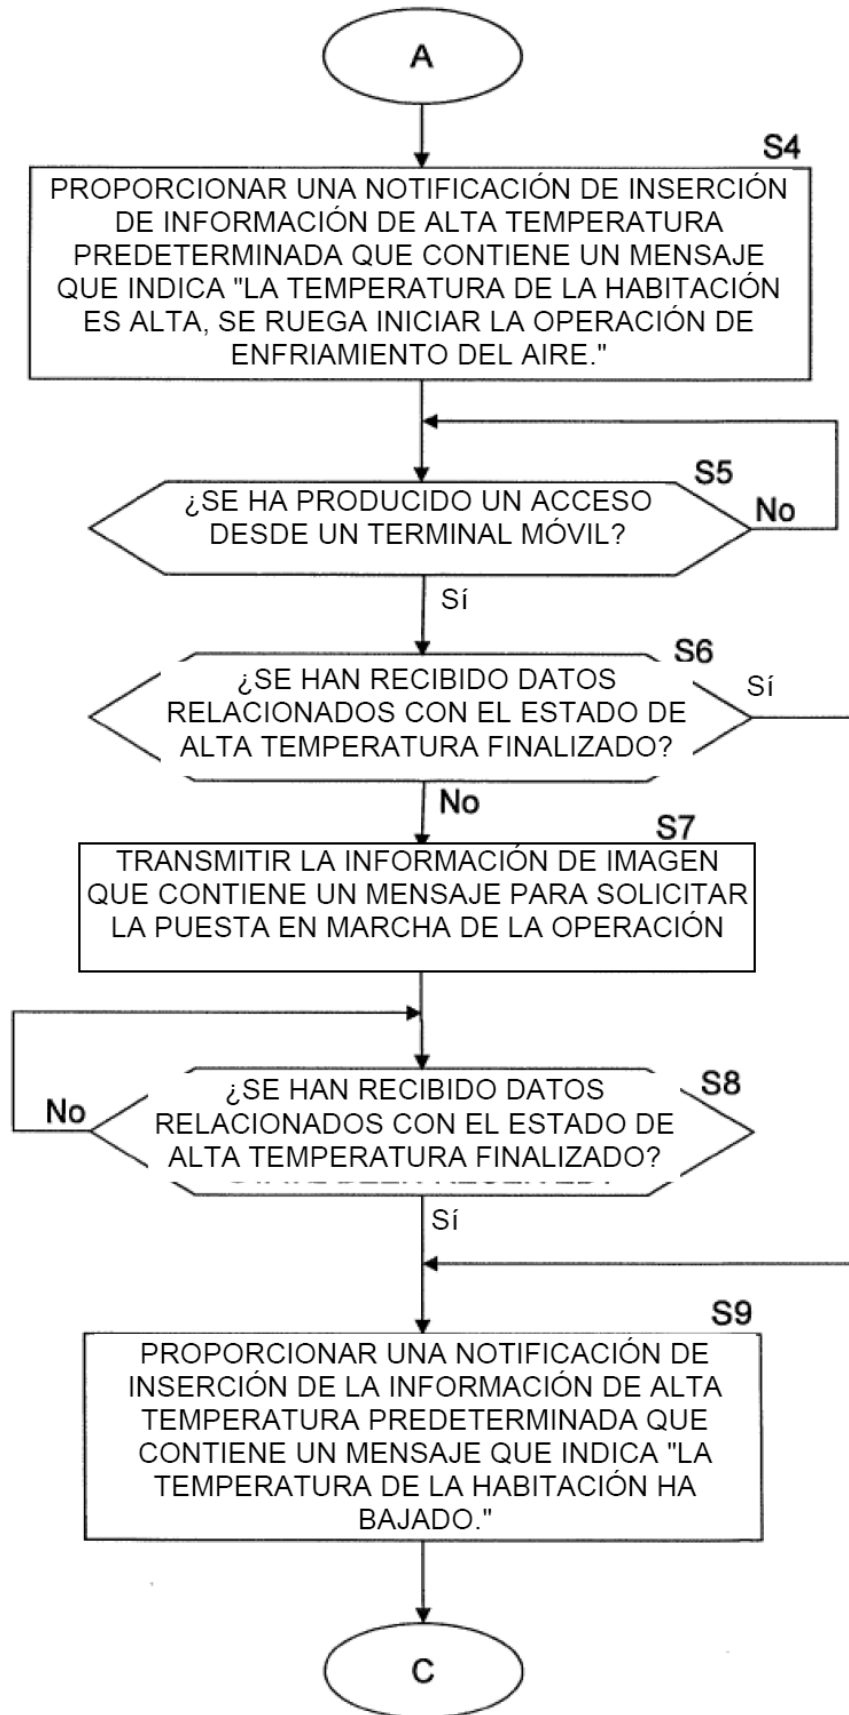 A
S4
PROPORCIONAR UNA NOTIFICACIÓN DE INSERCIÓN
DE INFORMACIÓN DE ALTA TEMPERATURA
PREDETERMINADA QUE CONTIENE UN MENSAJE
QUE INDICA "LA TEMPERATURA DE LA HABITACIÓN
ES ALTA, SE RUEGA INICIAR LA OPERACIÓN DE
ENFRIAMIENTO DEL AIRE."
S5
¿SE HA PRODUCIDO UN ACCESO
DESDE UN TERMINAL MÓVIL?
No
Sí
S6
¿SE HAN RECIBIDO DATOS
RELACIONADOS CON EL ESTADO DE
ALTA TEMPERATURA FINALIZADO?
Sí
No
S7
TRANSMITIR LA INFORMACIÓN DE IMAGEN
QUE CONTIENE UN MENSAJE PARA SOLICITAR
LA PUESTA EN MARCHA DE LA OPERACIÓN
S8
¿SE HAN RECIBIDO DATOS
RELACIONADOS CON EL ESTADO DE
ALTA TEMPERATURA FINALIZADO?
No
Sí
S9
PROPORCIONAR UNA NOTIFICACIÓN DE
INSERCIÓN DE LA INFORMACIÓN DE ALTA
TEMPERATURA PREDETERMINADA QUE
CONTIENE UN MENSAJE QUE INDICA "LA
TEMPERATURA DE LA HABITACIÓN HA
BAJADO."
C